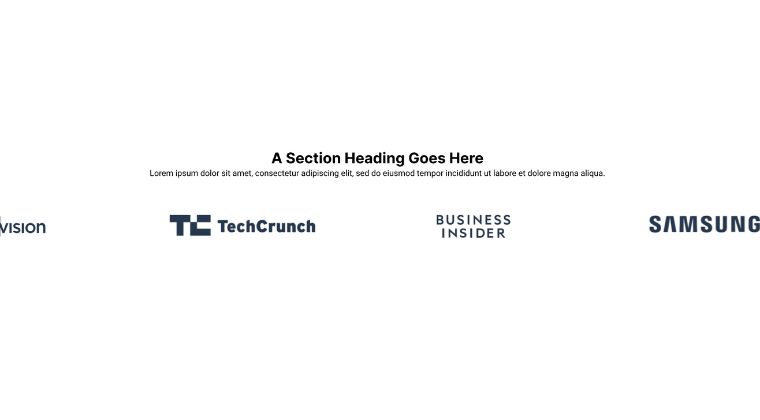 A Section Heading Goes Here
Lorem ipsum dolor sit amet, consectetur adipiscing elit, sed do eiusmod tempor incididunt ut labore et dolore magna aliqua.
vision
TC TechCrunch
BUSINESS
INSIDER
SAMSUNG